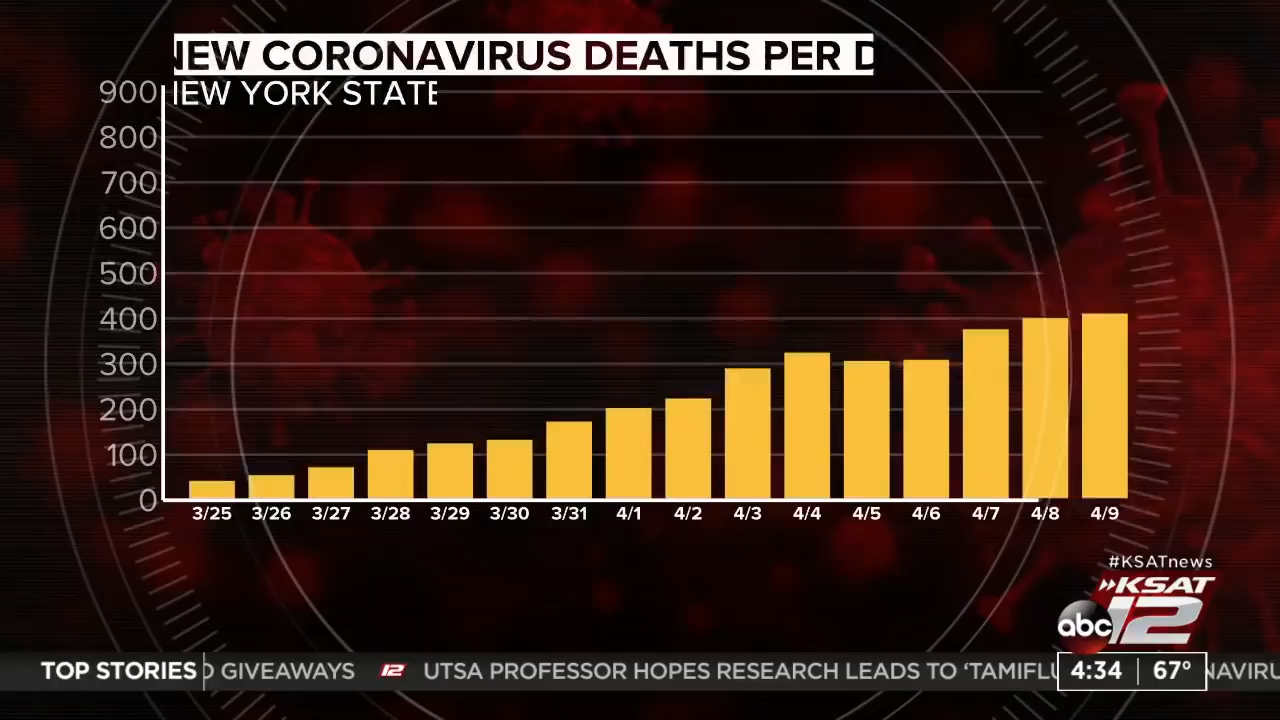 NEW CORONAVIRUS DEATHS PER D
NEW YORK STATE
900
800
700
600
500
400
300
200
100
0
3/25 3/26 3/27 3/28 3/29 3/30 3/31 4/1 4/2 4/3 4/4 4/5 4/6 4/7 4/8 4/9
#KSATnews
KSAT
abc 12
TOP STORIES D GIVEAWAYS 12 UTSA PROFESSOR HOPES RESEARCH LEADS TO ‘TAMIFLU 4:34 67° NAVIRU